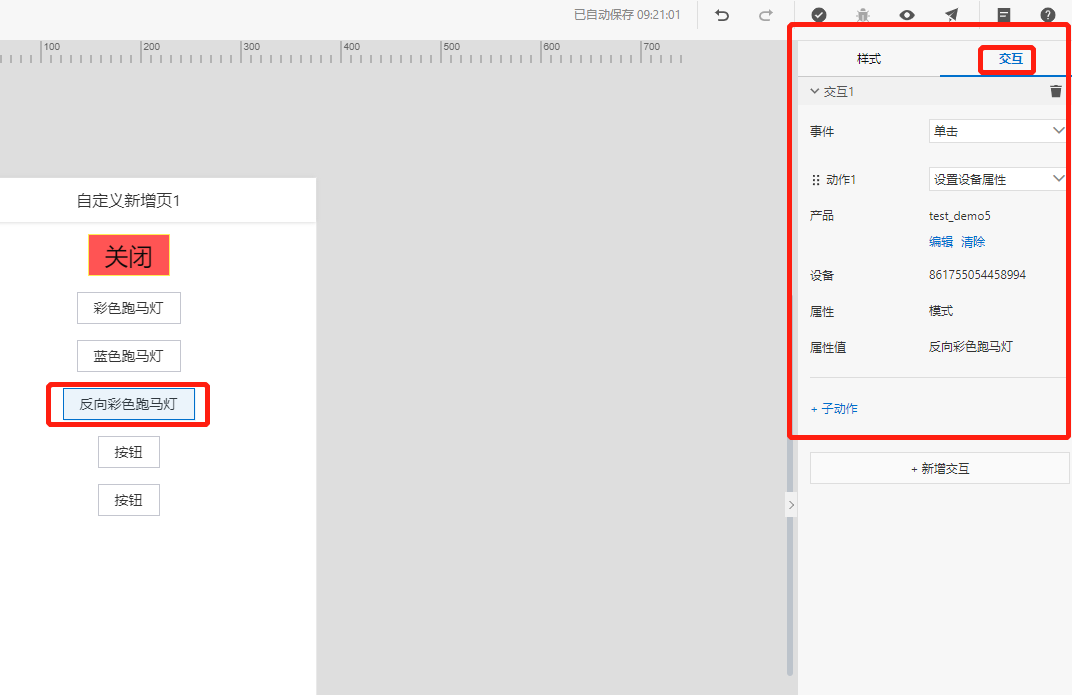 已自动保存 09:21:01
100 200 300 400 500 600 700
样式 交互
交互1
事件 单击
动作1 设置设备属性
产品 test_demo5
编辑 清除
设备 861755054458994
属性 模式
属性值 反向彩色跑马灯
+ 子动作
+ 新增交互
自定义新增页1
关闭
彩色跑马灯
蓝色跑马灯
反向彩色跑马灯
按钮
按钮